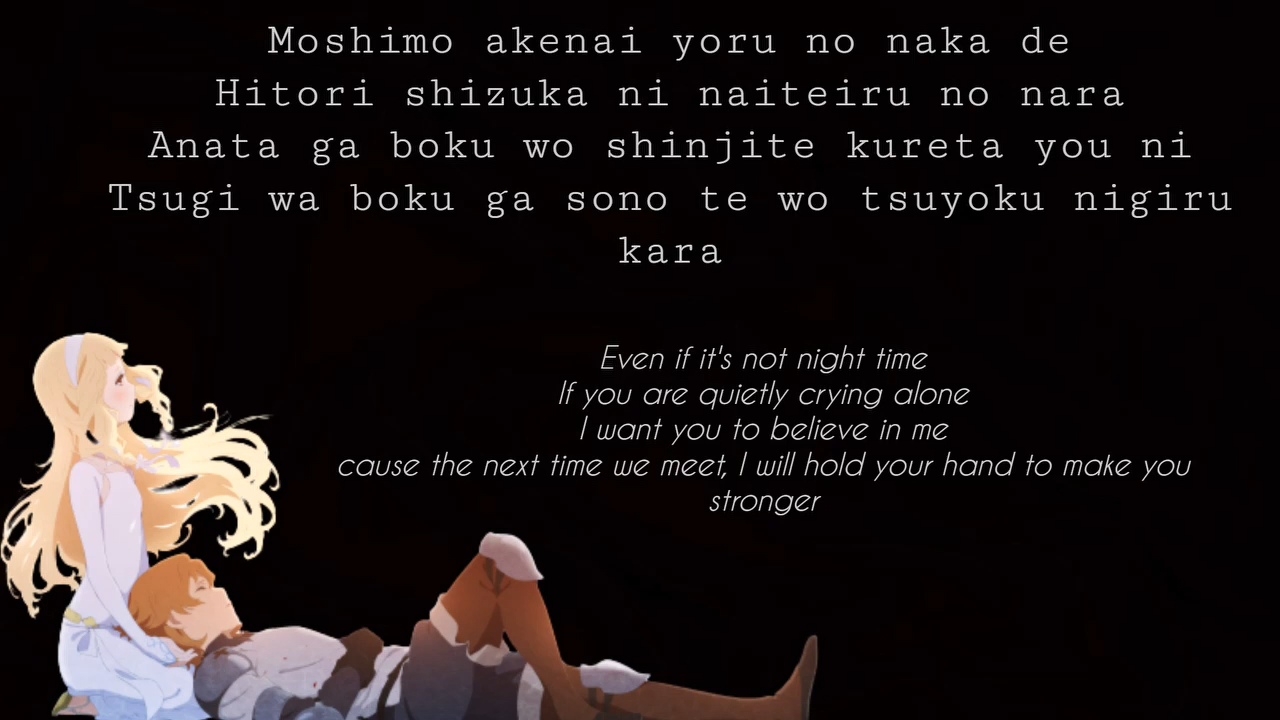 Moshimo akenai yoru no naka de
Hitori shizuka ni naiteiru no nara
Anata ga boku wo shinjite kureta you ni
Tsugi wa boku ga sono te wo tsuyoku nigiru
kara
Even if it's not night time
If you are quietly crying alone
I want you to believe in me
cause the next time we meet, I will hold your hand to make you
stronger